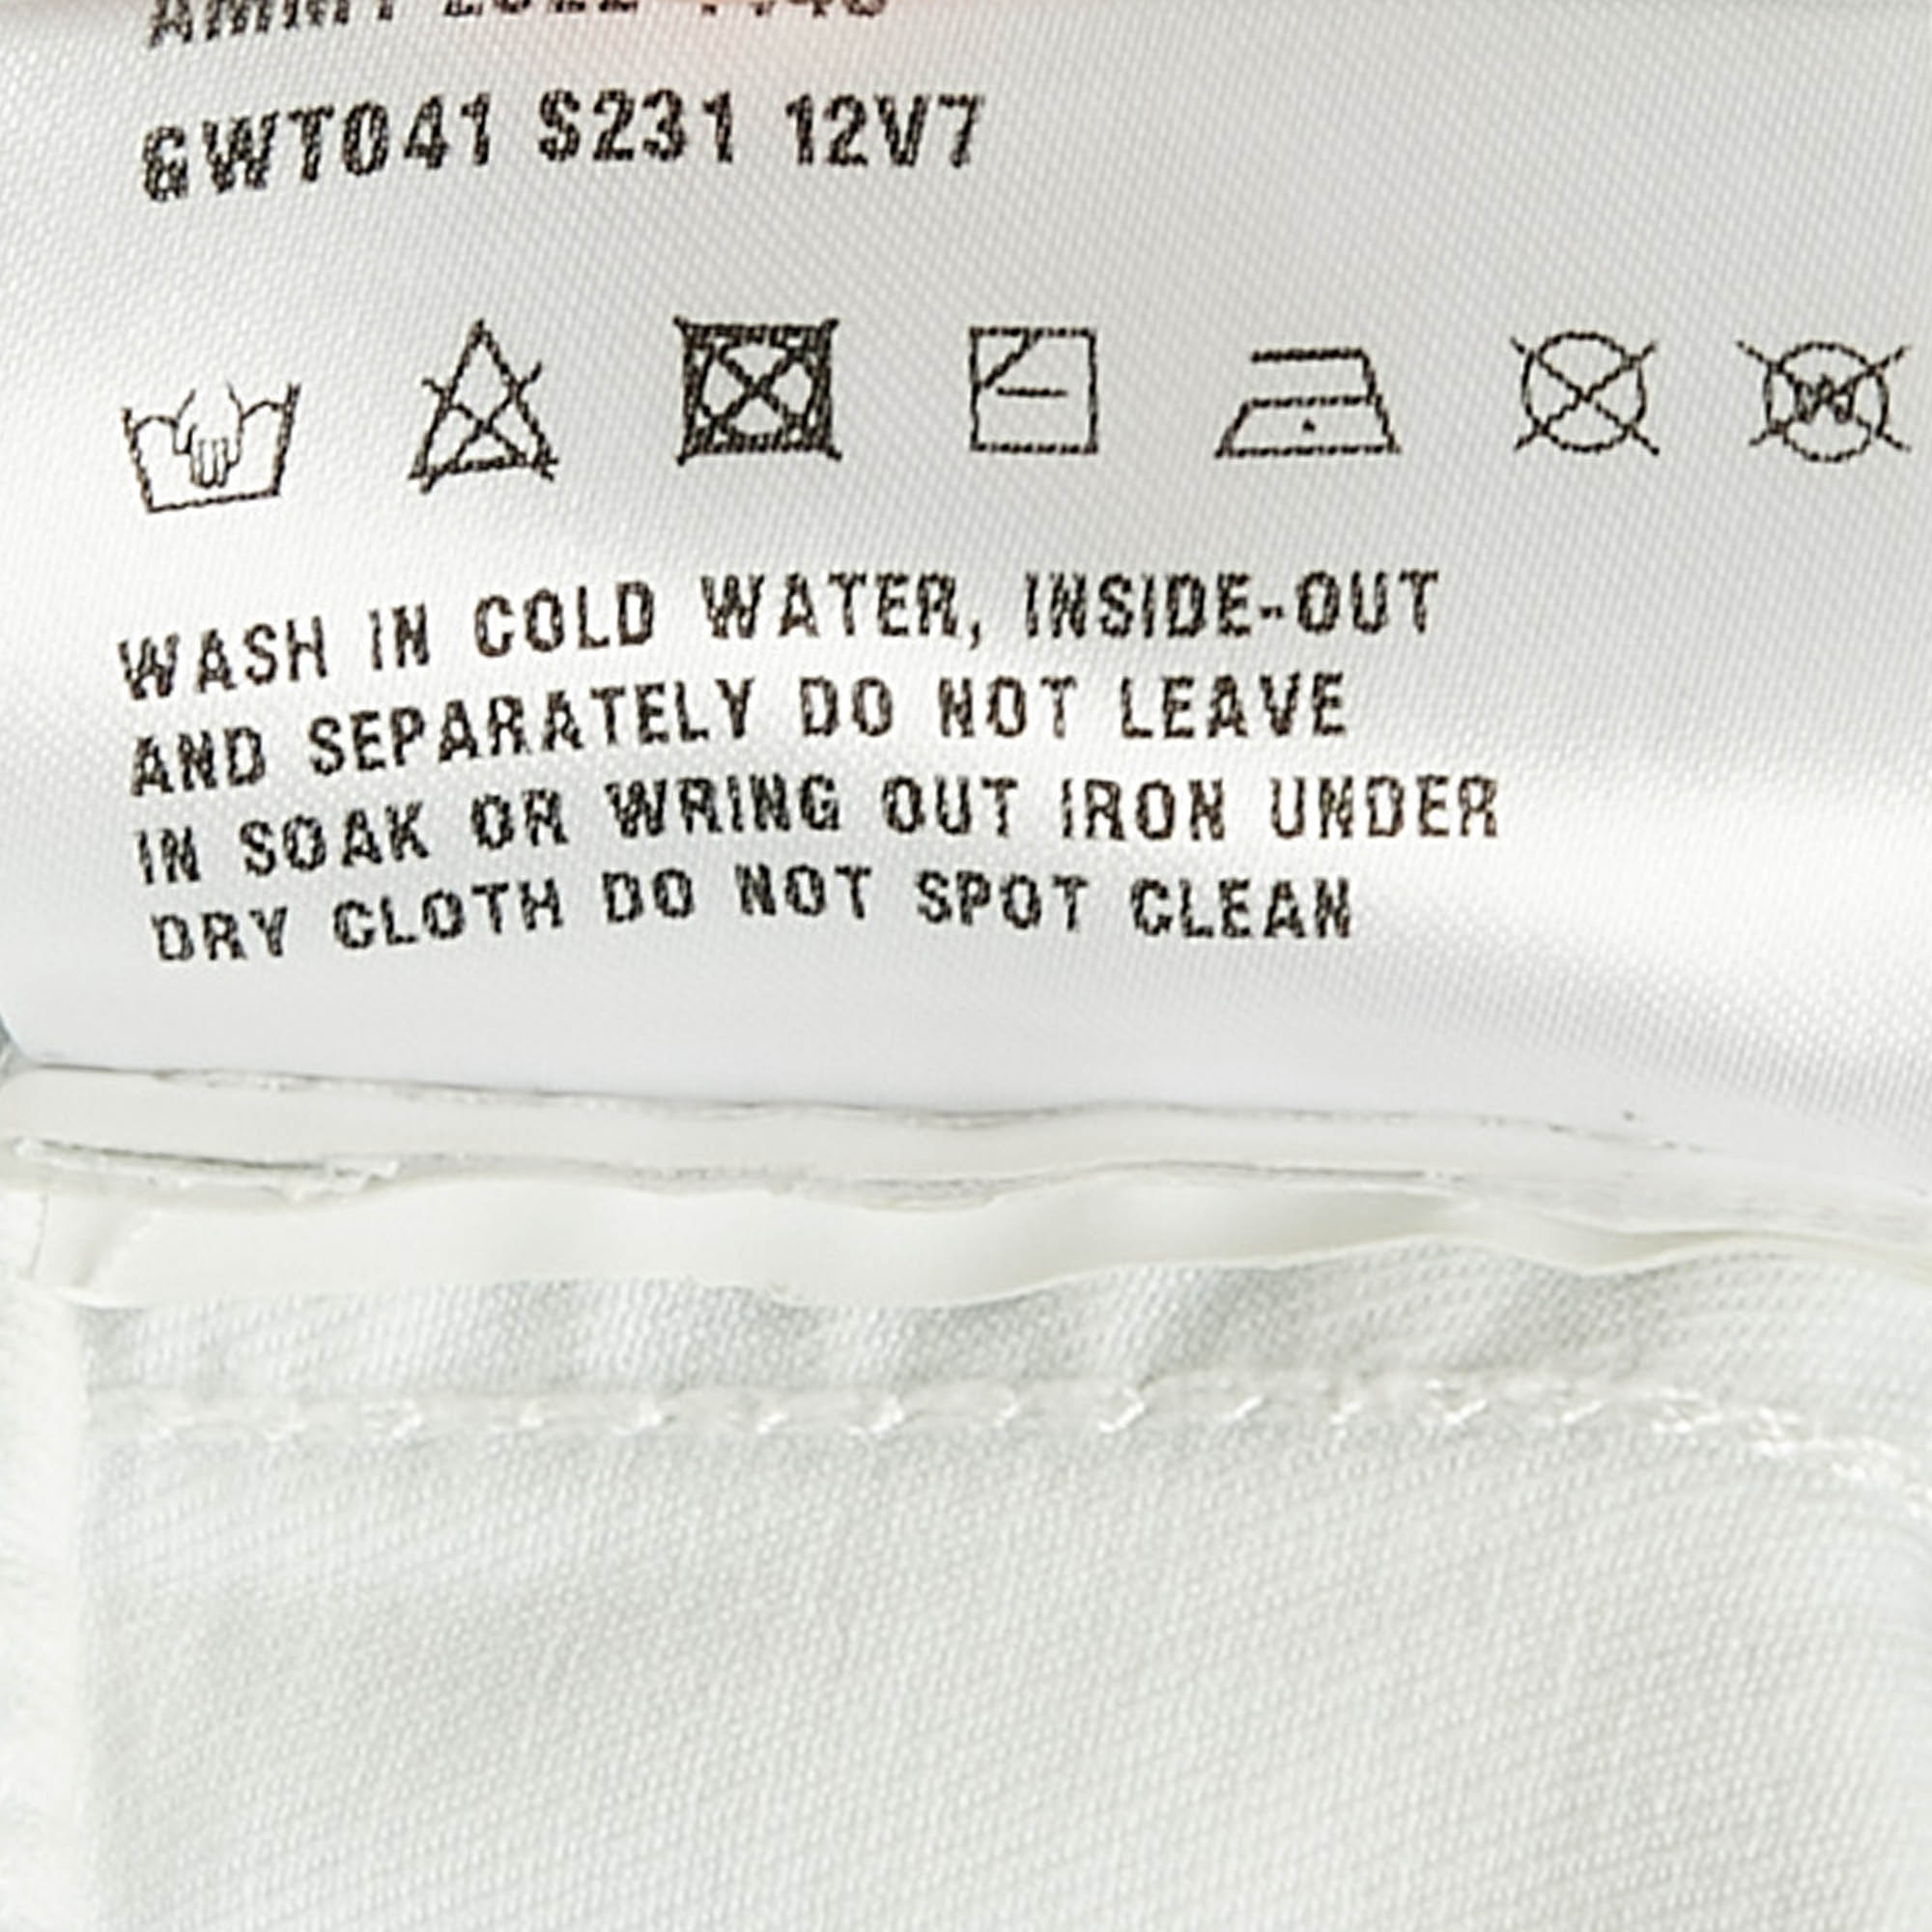 GWT041 S231 12V7
WASH IN COLD WATER, INSIDE-OUT
AND SEPARATELY DO NOT LEAVE
IN SOAK OR WRING OUT IRON UNDER
DRY CLOTH DO NOT SPOT CLEAN